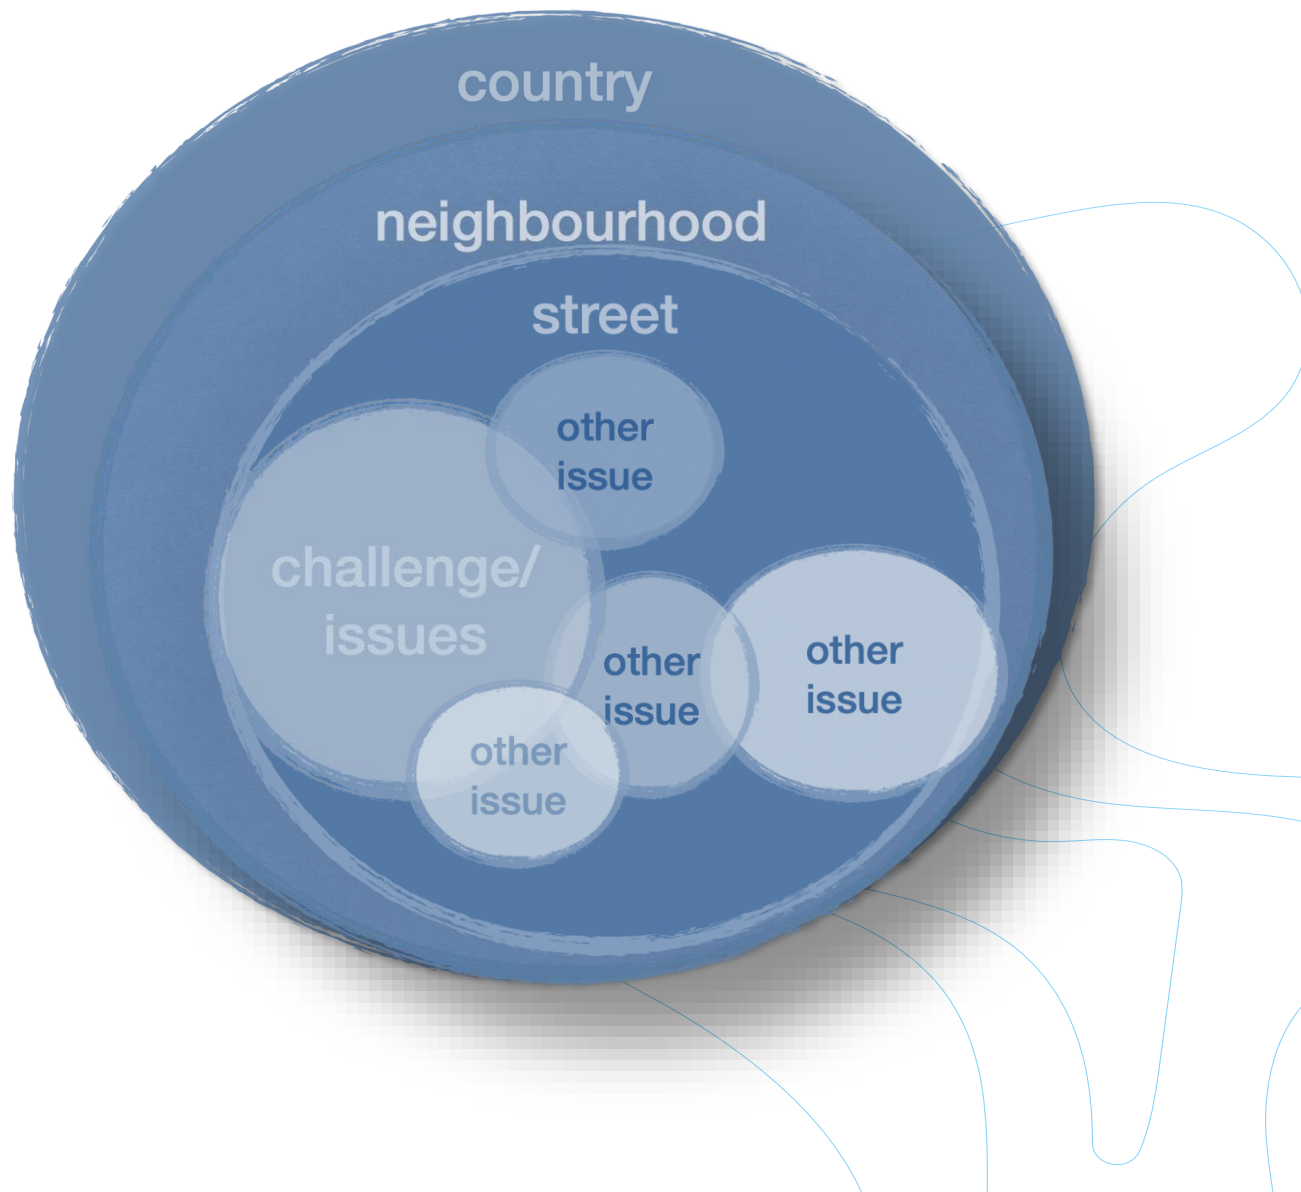 country
neighbourhood
street
other
issue
challenge/
issues
other
issue
other
issue
other
issue